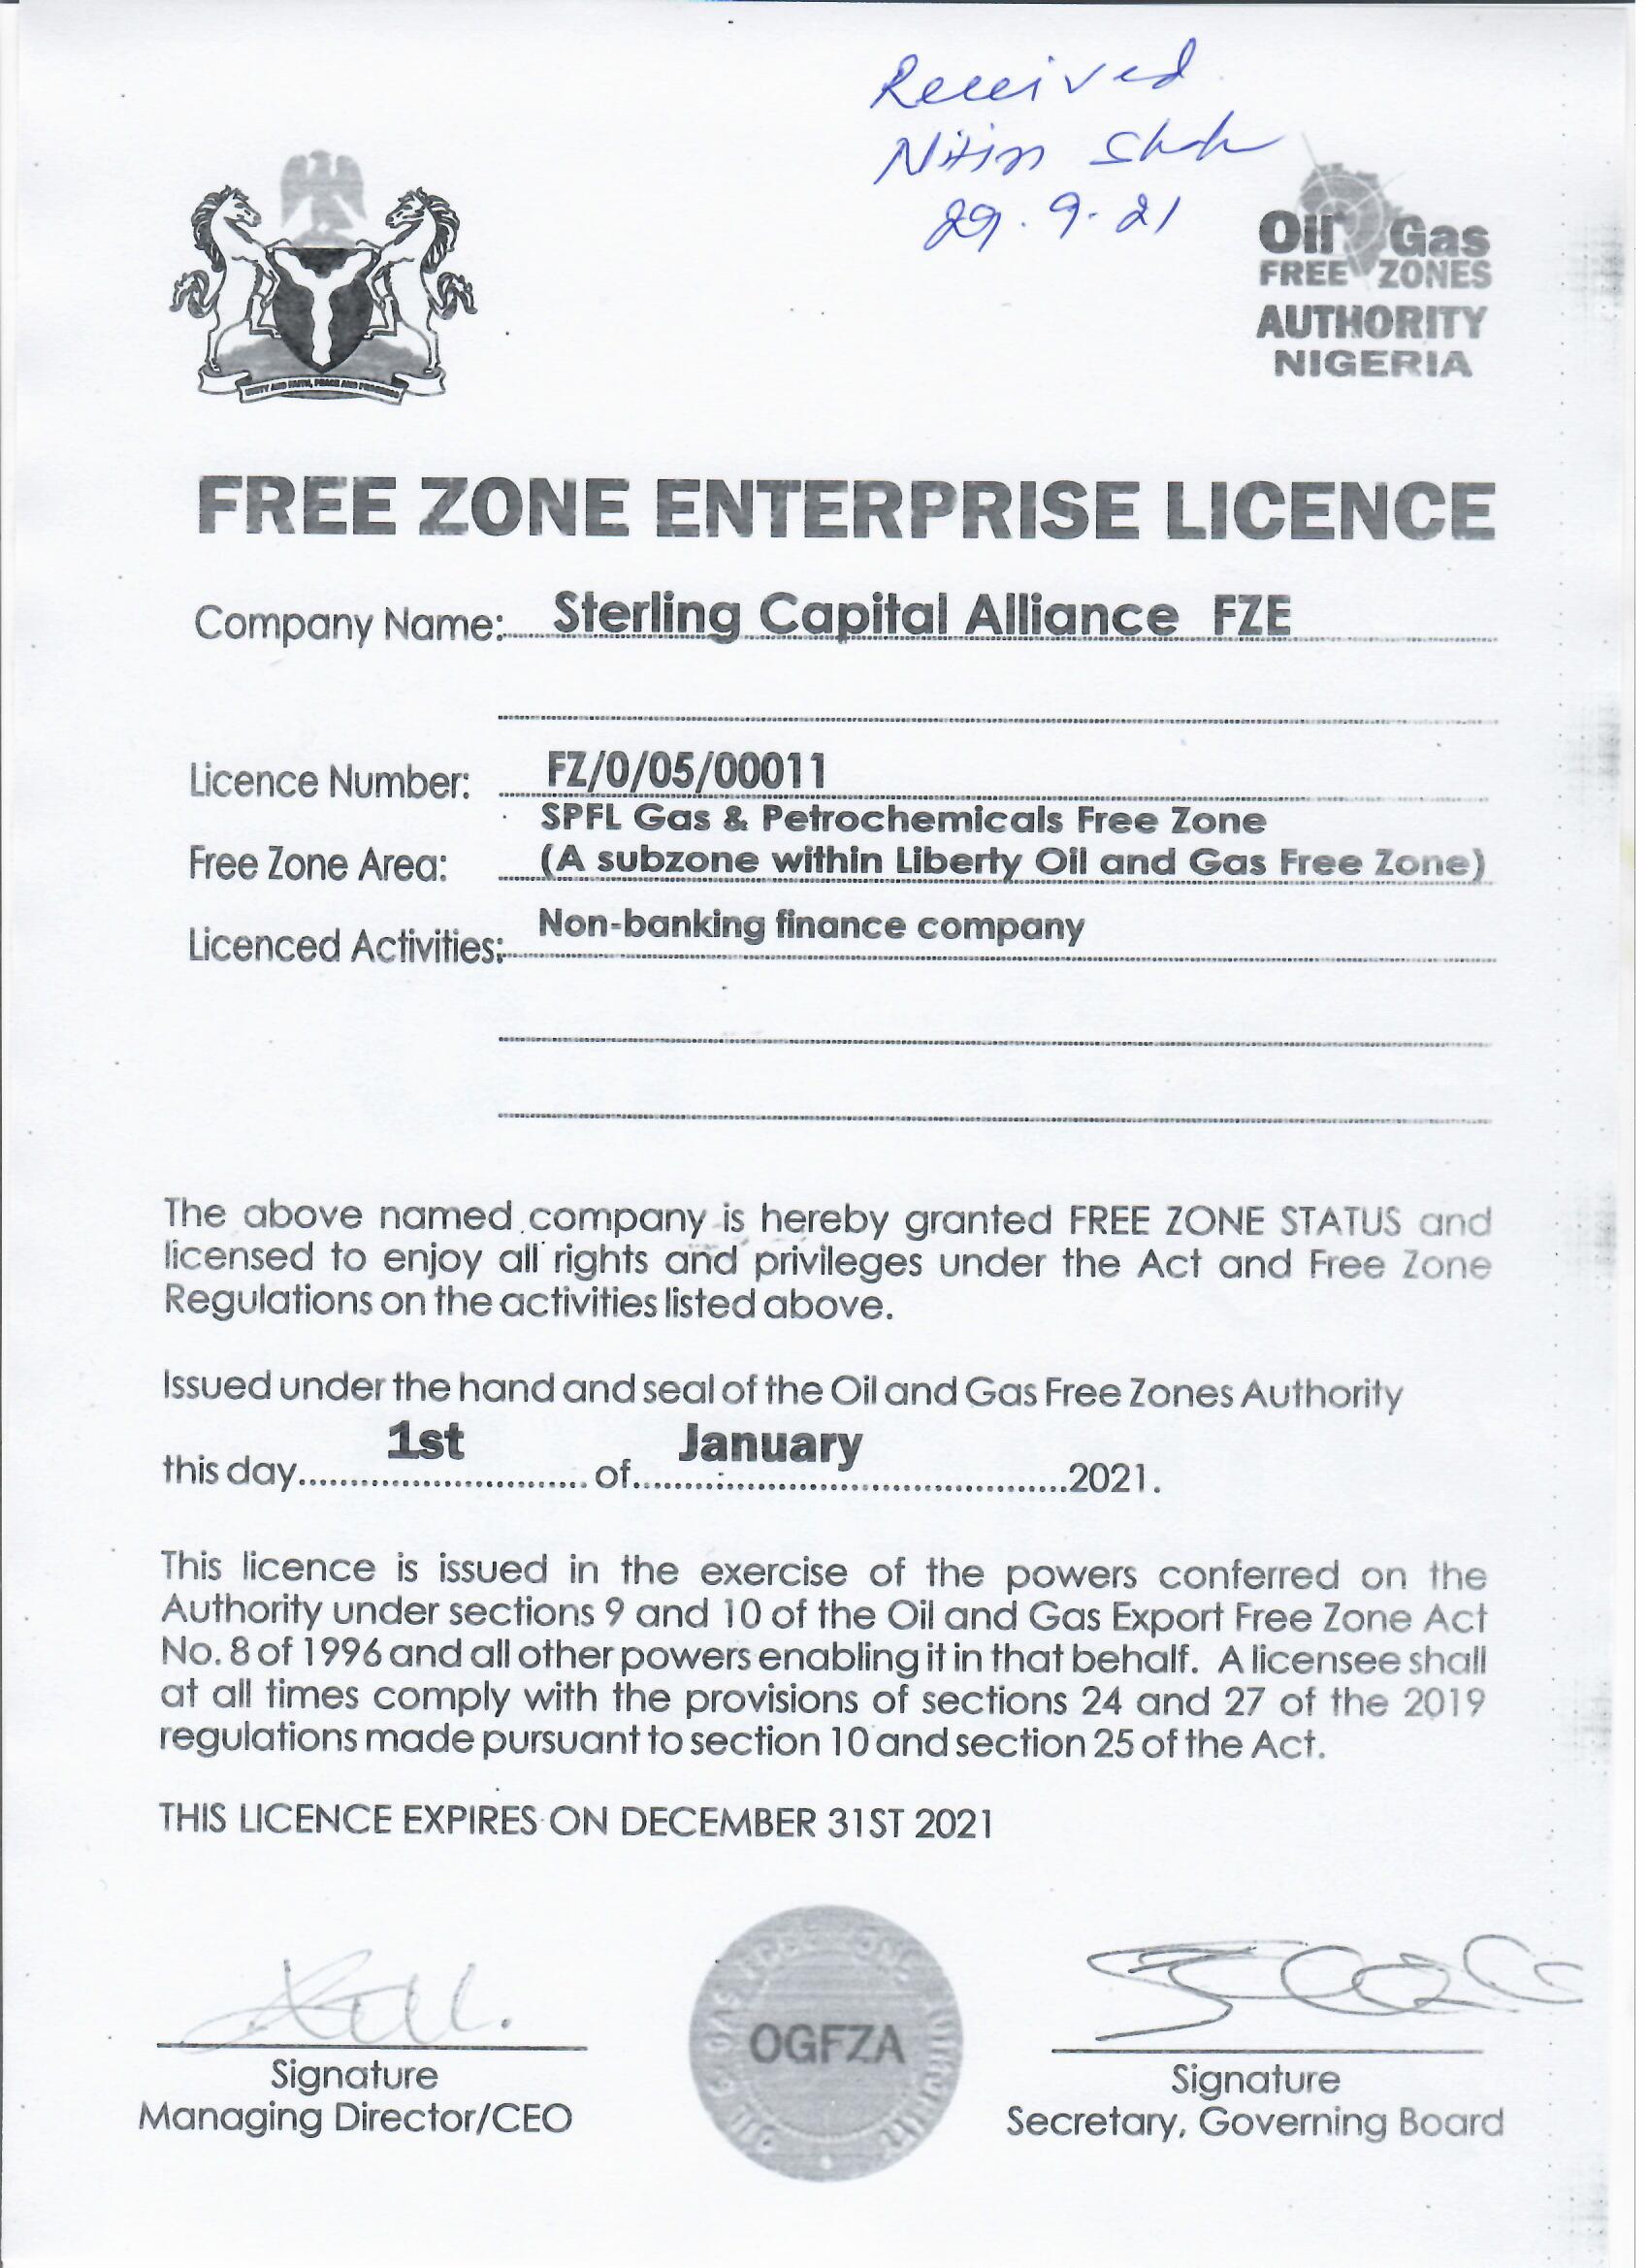 Received
Nitin Shah
29.9.21
UNITY AND FAITH, PEACE AND PROGRESS
Oil Gas
FREE ZONES
AUTHORITY
NIGERIA
FREE ZONE ENTERPRISE LICENCE
Company Name: Sterling Capital Alliance FZE
Licence Number: FZ/0/05/00011
SPFL Gas & Petrochemicals Free Zone
Free Zone Area: (A subzone within Liberty Oil and Gas Free Zone)
Licenced Activities: Non-banking finance company
The above named company is hereby granted FREE ZONE STATUS and
licensed to enjoy all rights and privileges under the Act and Free Zone
Regulations on the activities listed above.
Issued under the hand and seal of the Oil and Gas Free Zones Authority
this day 1st of January 2021.
This licence is issued in the exercise of the powers conferred on the
Authority under sections 9 and 10 of the Oil and Gas Export Free Zone Act
No. 8 of 1996 and all other powers enabling it in that behalf. A licensee shall
at all times comply with the provisions of sections 24 and 27 of the 2019
regulations made pursuant to section 10 and section 25 of the Act.
THIS LICENCE EXPIRES ON DECEMBER 31ST 2021
OGFZA
Signature
Managing Director/CEO
Signature
Secretary, Governing Board